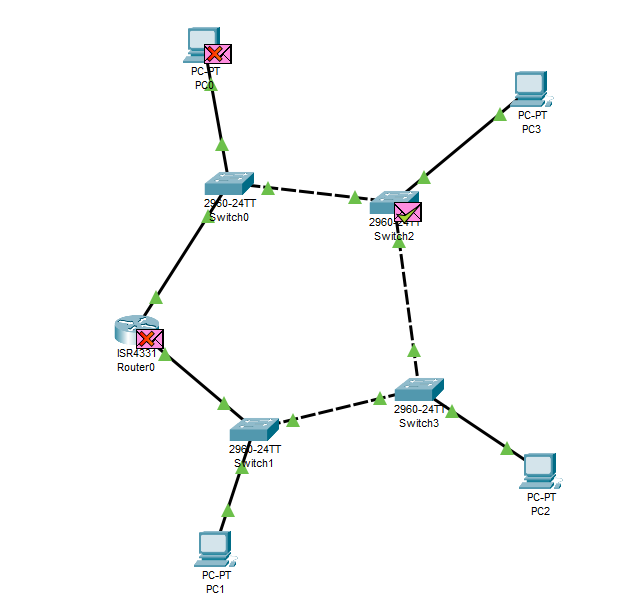 PC-PT
PC0
PC-PT
PC3
2960-24TT
Switch0
2960-24TT
Switch2
ISR4331
Router0
2960-24TT
Switch3
2960-24TT
Switch1
PC-PT
PC2
PC-PT
PC1